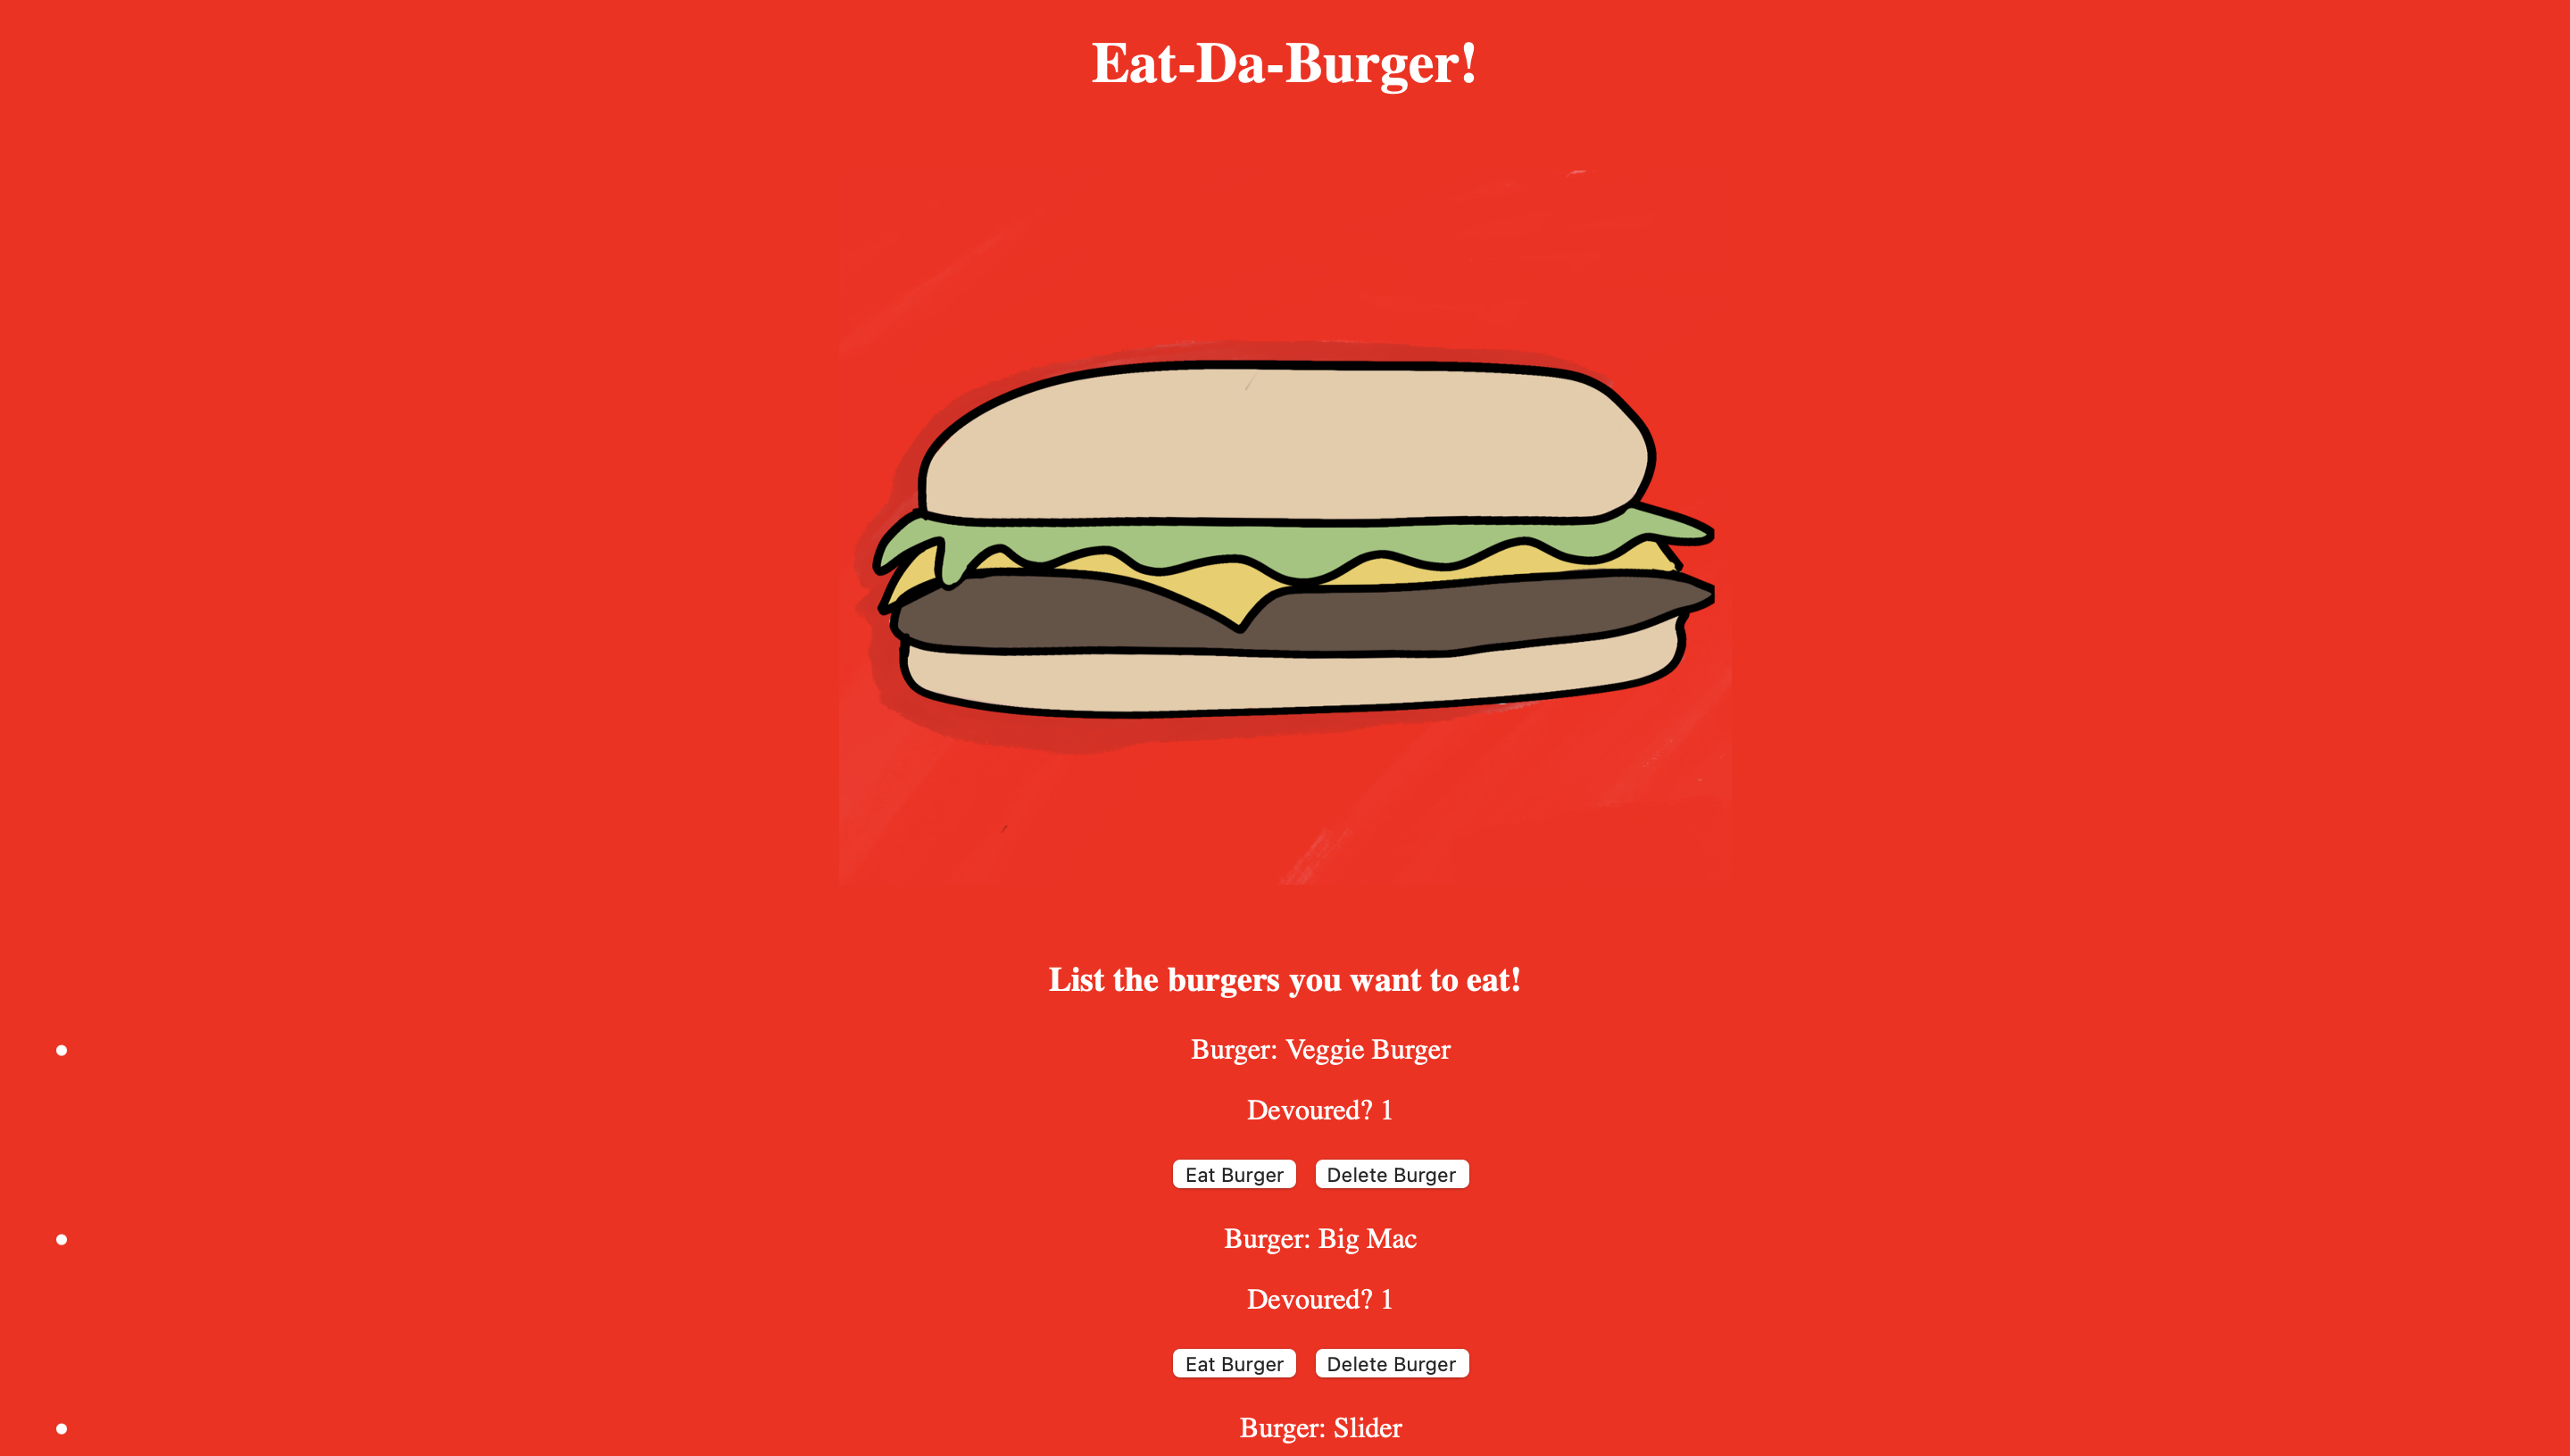 Eat-Da-Burger!
List the burgers you want to eat!
Burger: Veggie Burger
Devoured? 1
Eat Burger Delete Burger
Burger: Big Mac
Devoured? 1
Eat Burger Delete Burger
Burger: Slider